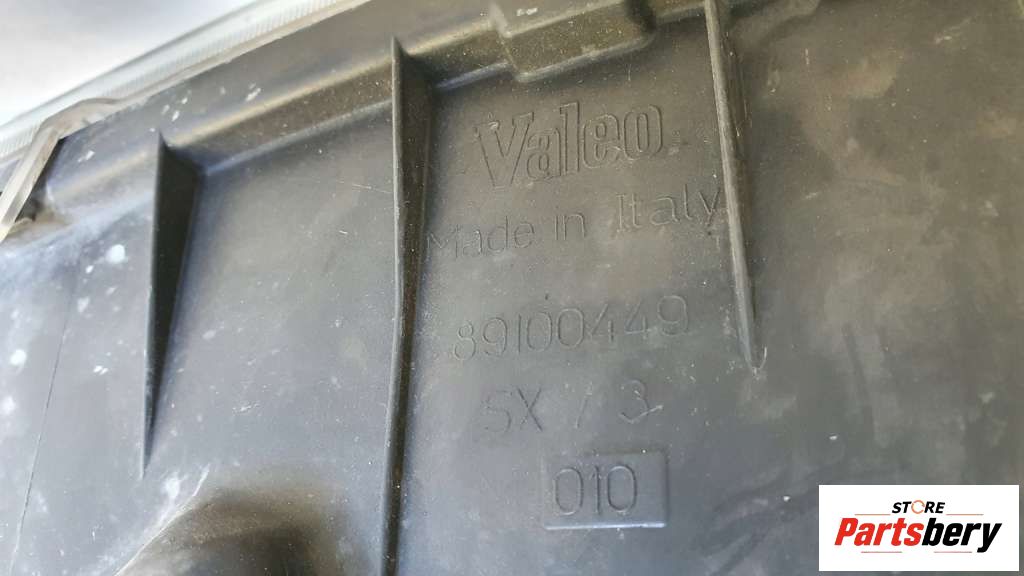 Valeo
Made in Italy
89100449
SX / 3
010
STORE
Partsbery